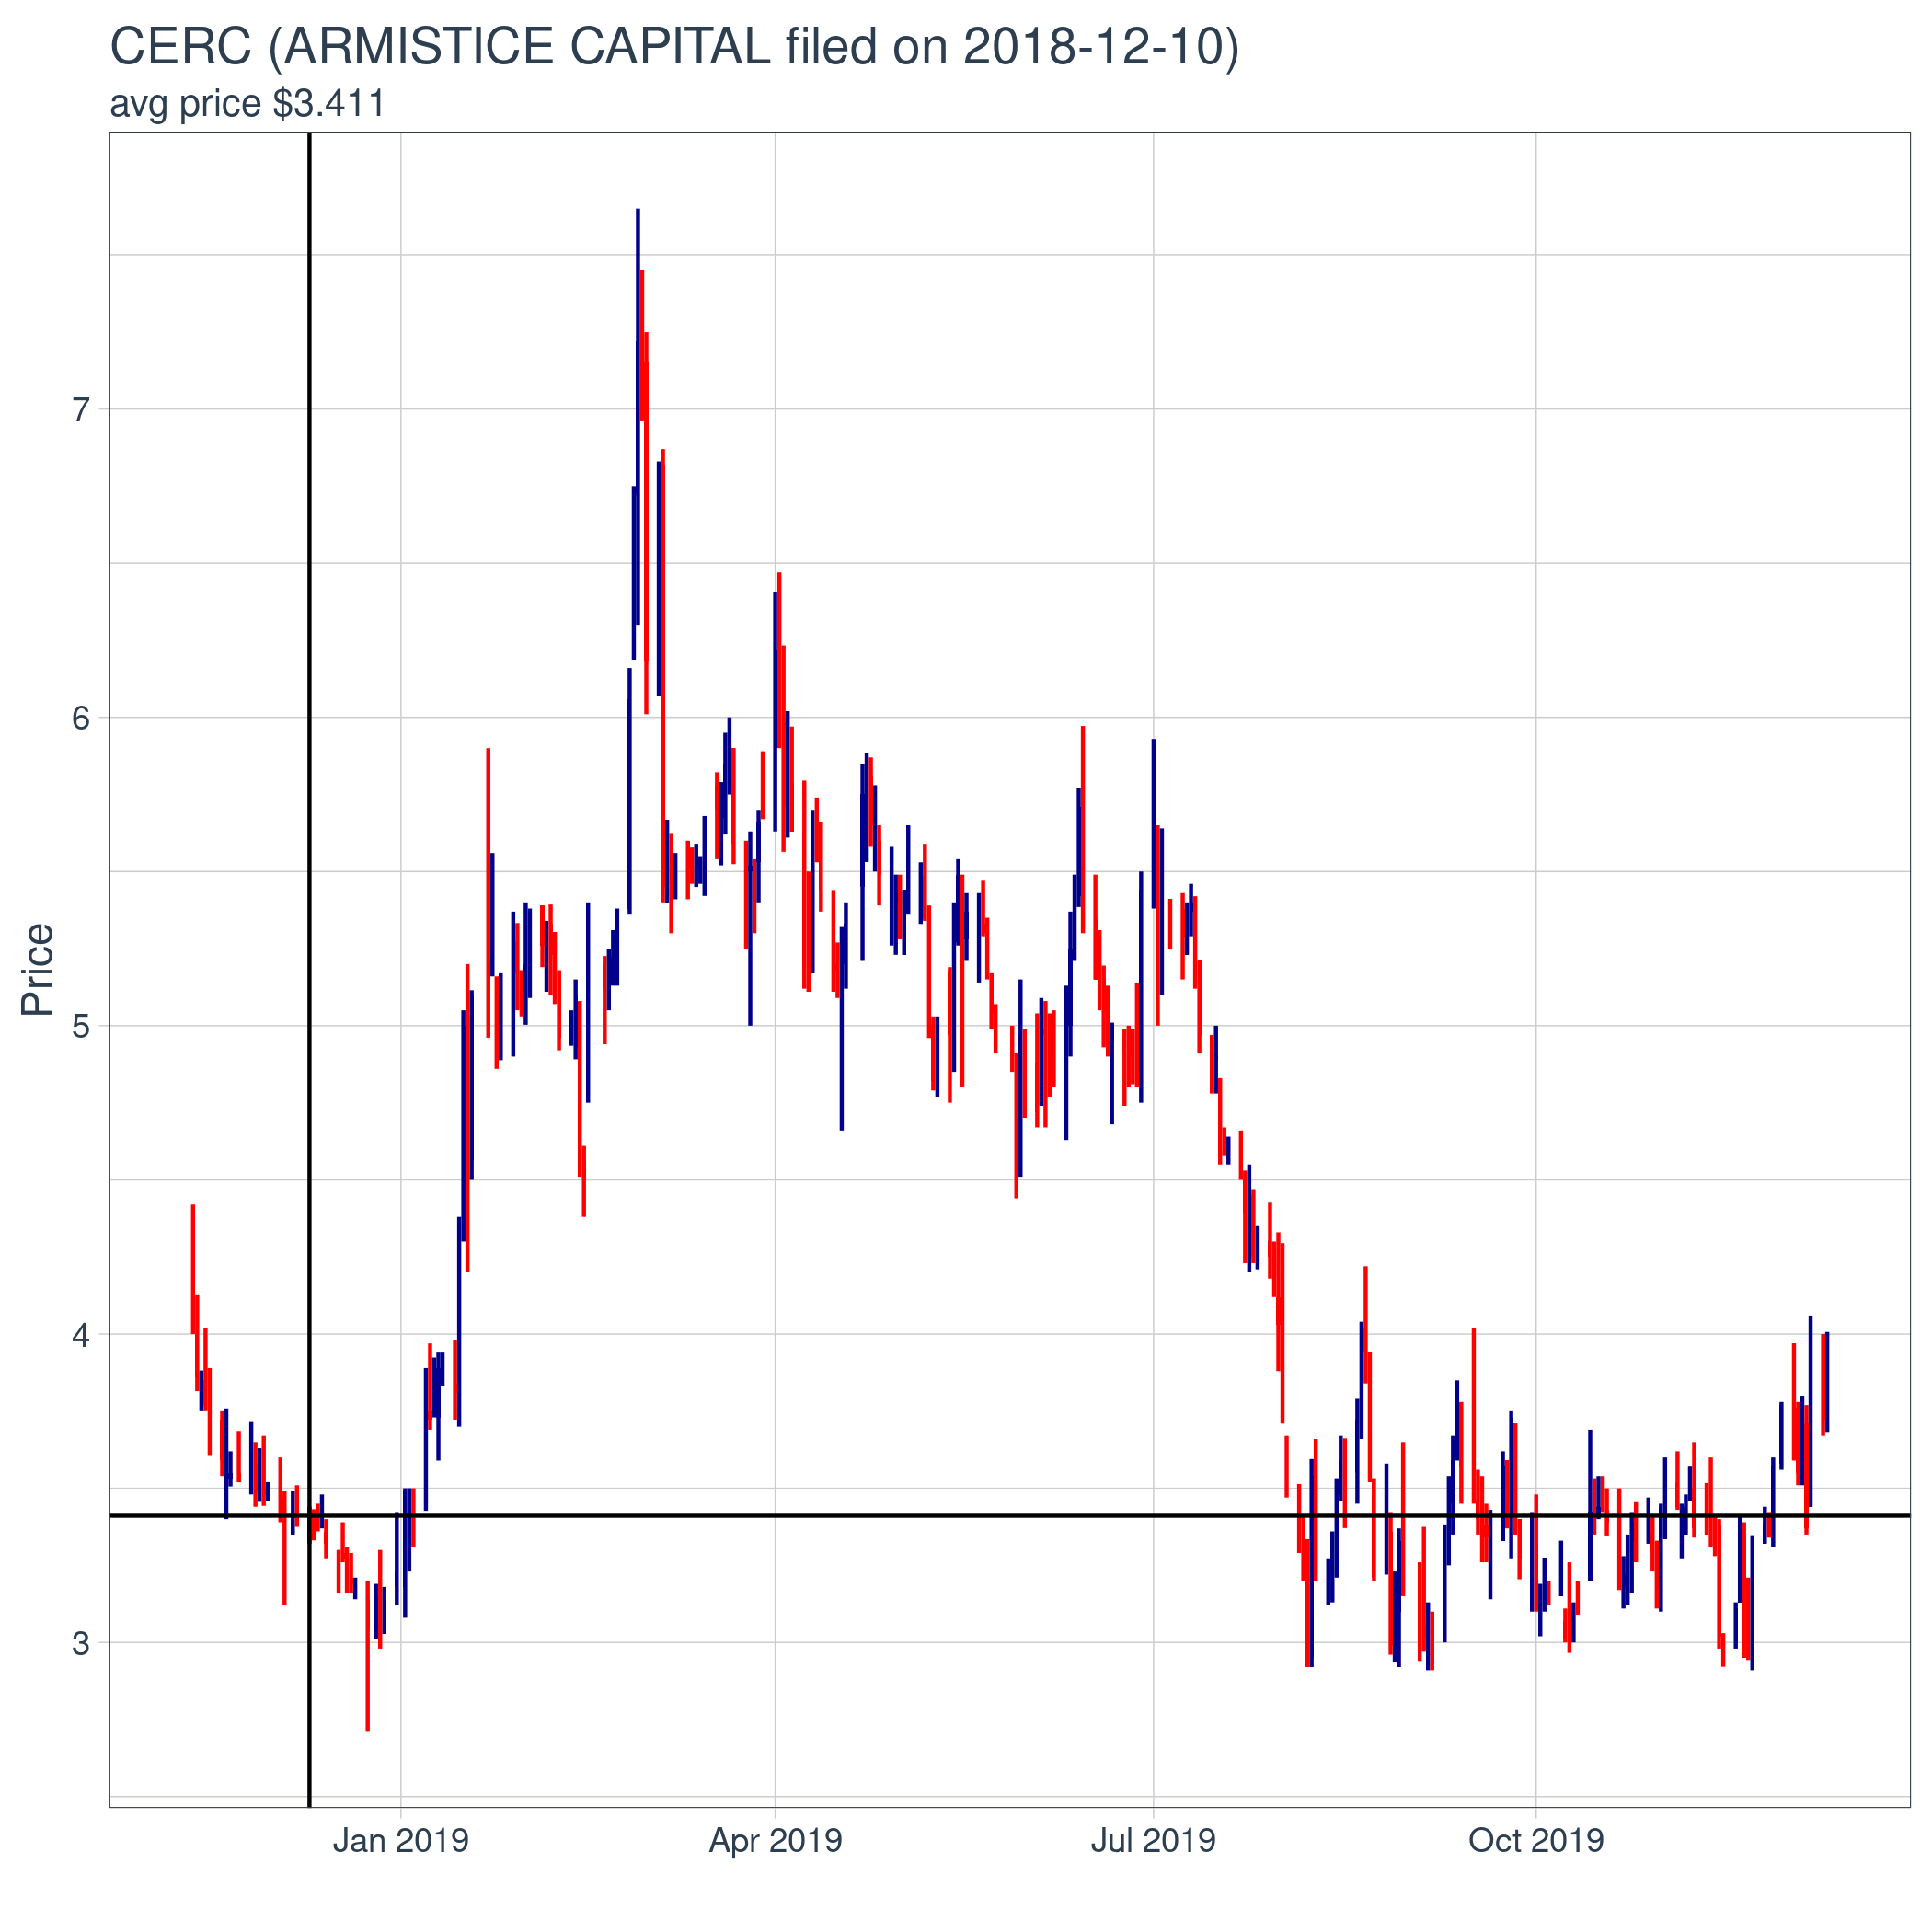 CERC (ARMISTICE CAPITAL filed on 2018-12-10)
avg price $3.411
Price
7
6
5
4
3
Jan 2019
Apr 2019
Jul 2019
Oct 2019